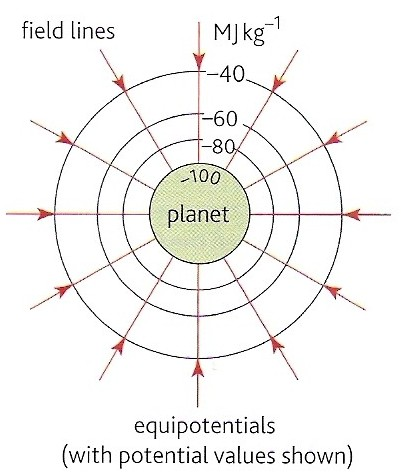 field lines
MJ kg⁻¹
–40
–60
–80
–100
planet
equipotentials
(with potential values shown)